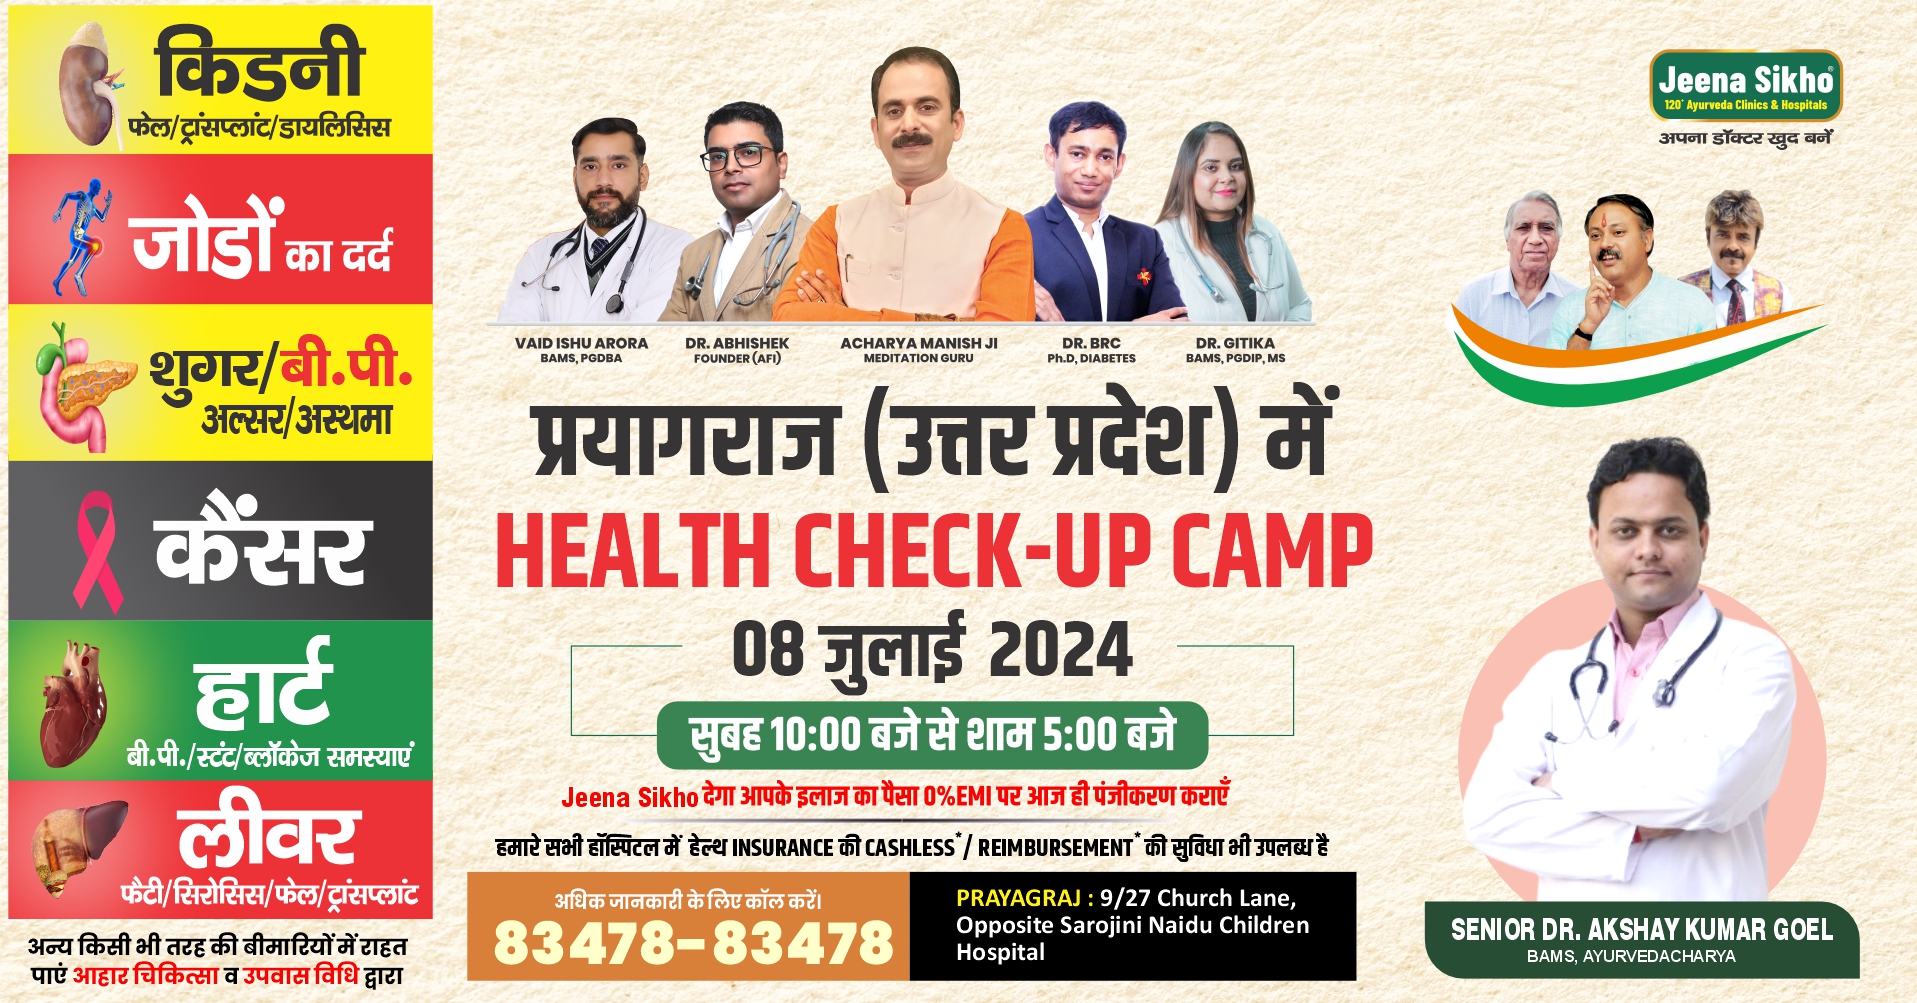 किडनी
फेल/ट्रांसप्लांट/डायलिसिस
जोडों का दर्द
शुगर/बी.पी.
अल्सर/अस्थमा
कैंसर
हार्ट
बी.पी./स्टंट/ब्लॉकेज समस्याएं
लीवर
फैटी/सिरोसिस/फेल/ट्रांसप्लांट
अन्य किसी भी तरह की बीमारियों में राहत
पाएं आहार चिकित्सा व उपवास विधि द्वारा
VAID ISHU ARORA
BAMS, PGDBA
DR. ABHISHEK
FOUNDER (AFI)
ACHARYA MANISH JI
MEDITATION GURU
DR. BRC
Ph.D, DIABETES
DR. GITIKA
BAMS, PGDIP, MS
प्रयागराज (उत्तर प्रदेश) में
HEALTH CHECK-UP CAMP
08 जुलाई 2024
सुबह 10:00 बजे से शाम 5:00 बजे
Jeena Sikho देगा आपके इलाज का पैसा 0%EMI पर आज ही पंजीकरण कराएँ
हमारे सभी हॉस्पिटल में हेल्थ INSURANCE की CASHLESS*/ REIMBURSEMENT* की सुविधा भी उपलब्ध है
अधिक जानकारी के लिए कॉल करें।
83478-83478
PRAYAGRAJ : 9/27 Church Lane,
Opposite Sarojini Naidu Children
Hospital
Jeena Sikho®
120+ Ayurveda Clinics & Hospitals
अपना डॉक्टर खुद बनें
SENIOR DR. AKSHAY KUMAR GOEL
BAMS, AYURVEDACHARYA